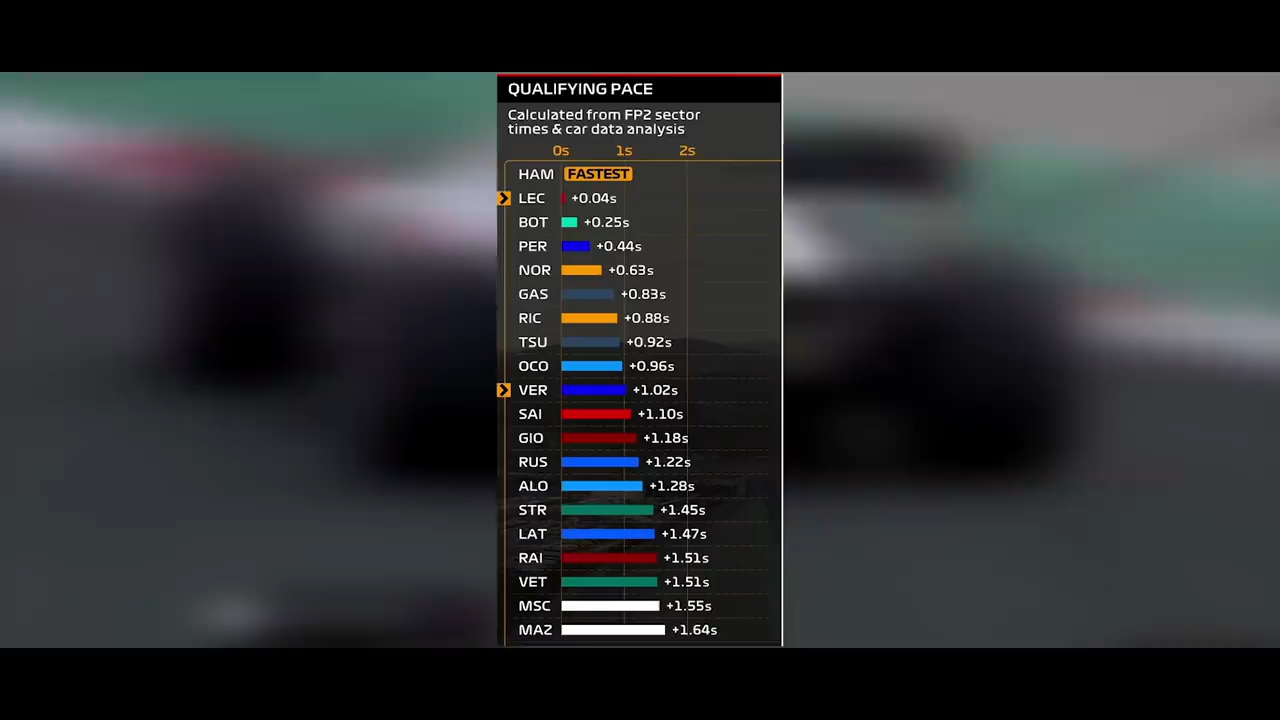 QUALIFYING PACE
Calculated from FP2 sector
times & car data analysis
0s 1s 2s
HAM FASTEST
LEC +0.04s
BOT +0.25s
PER +0.44s
NOR +0.63s
GAS +0.83s
RIC +0.88s
TSU +0.92s
OCO +0.96s
VER +1.02s
SAI +1.10s
GIO +1.18s
RUS +1.22s
ALO +1.28s
STR +1.45s
LAT +1.47s
RAI +1.51s
VET +1.51s
MSC +1.55s
MAZ +1.64s